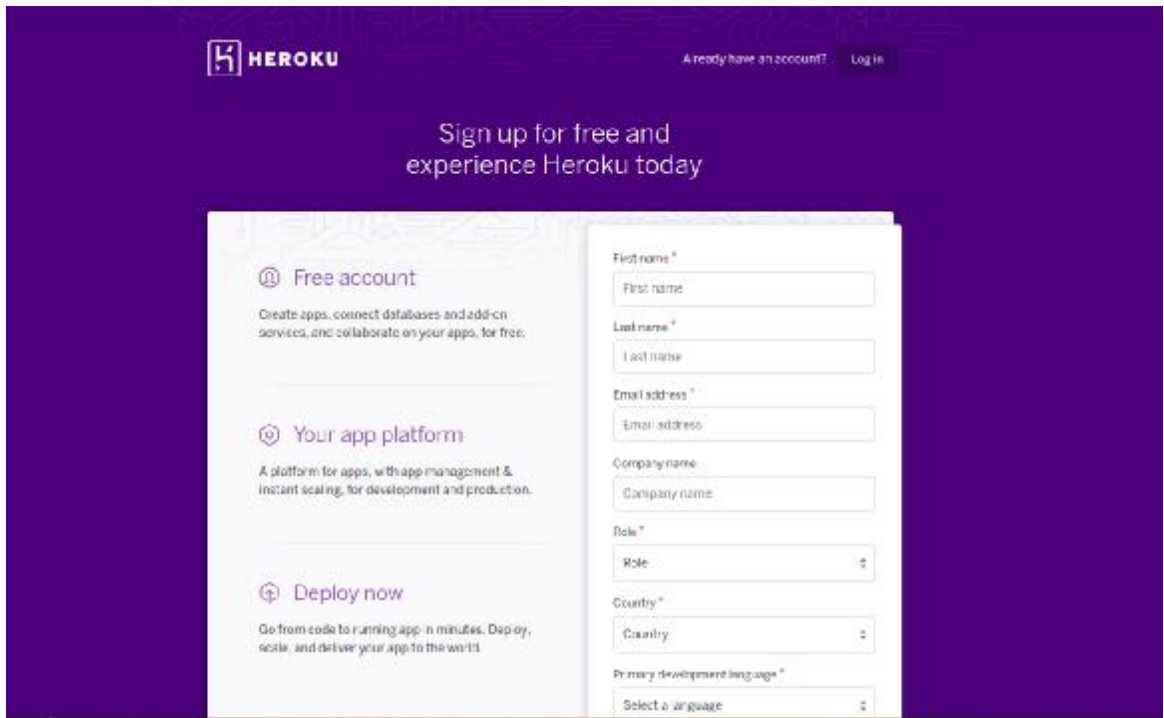 HEROKU
Already have an account? Log in
Sign up for free and
experience Heroku today
Free account
Create apps, connect databases and add-on
services, and collaborate on your apps, for free.
Your app platform
A platform for apps, with app management &
instant scaling, for development and production.
Deploy now
Go from code to running app in minutes. Deploy,
scale, and deliver your app to the world.
First name *
First name
Last name *
Last name
Email address *
Email address
Company name
Company name
Role *
Role
Country *
Country
Primary development language *
Select a language